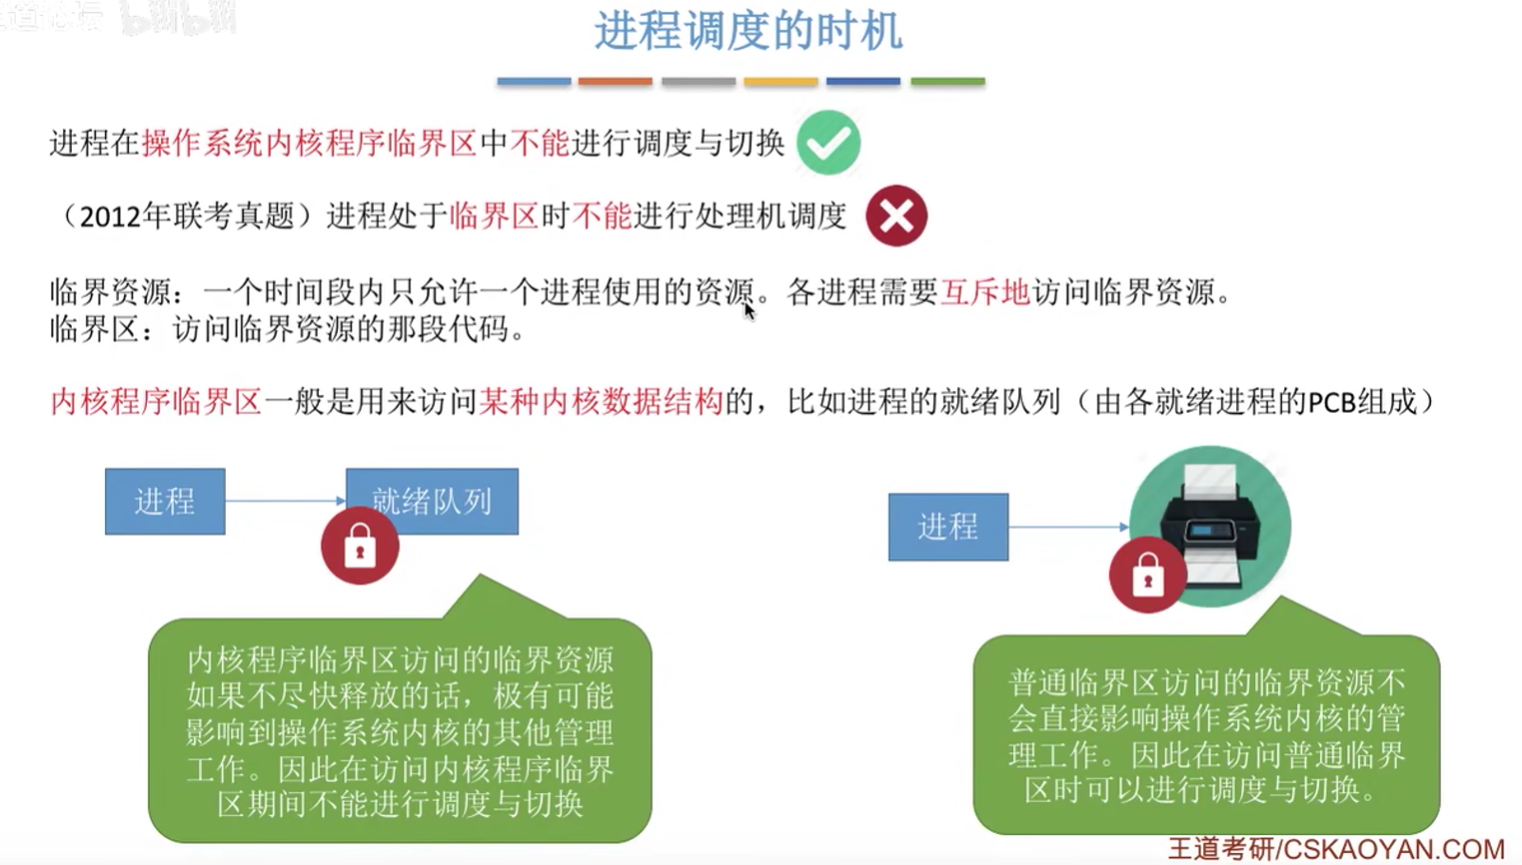 bilibili
进程调度的时机
进程在操作系统内核程序临界区中不能进行调度与切换
（2012年联考真题）进程处于临界区时不能进行处理机调度
临界资源：一个时间段内只允许一个进程使用的资源。各进程需要互斥地访问临界资源。
临界区：访问临界资源的那段代码。
内核程序临界区一般是用来访问某种内核数据结构的，比如进程的就绪队列（由各就绪进程的PCB组成）
进程
就绪队列
进程
内核程序临界区访问的临界资源
如果不尽快释放的话，极有可能
影响到操作系统内核的其他管理
工作。因此在访问内核程序临界
区期间不能进行调度与切换
普通临界区访问的临界资源不
会直接影响操作系统内核的管
理工作。因此在访问普通临界
区时可以进行调度与切换。
王道考研/CSKAOYAN.COM